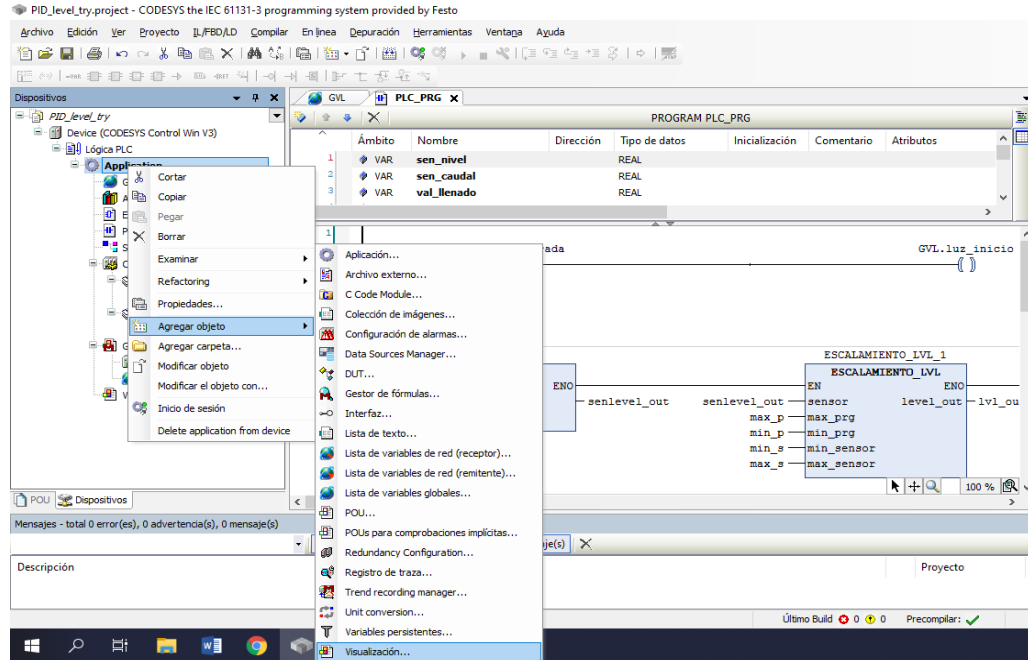 PID_level_try.project - CODESYS the IEC 61131-3 programming system provided by Festo
Archivo Edición Ver Proyecto IL/FBD/LD Compilar En línea Depuración Herramientas Ventana Ayuda
Dispositivos
GVL
PLC_PRG
PID_level_try
Device (CODESYS Control Win V3)
Lógica PLC
Application
PROGRAM PLC_PRG
Ámbito Nombre Dirección Tipo de datos Inicialización Comentario Atributos
1 VAR sen_nivel REAL
2 VAR sen_caudal REAL
3 VAR val_llenado REAL
Cortar
Copiar
Pegar
Borrar
Examinar
Refactoring
Propiedades...
Agregar objeto
Agregar carpeta...
Modificar objeto
Modificar el objeto con...
Inicio de sesión
Delete application from device
Aplicación...
Archivo externo...
C Code Module...
Colección de imágenes...
Configuración de alarmas...
Data Sources Manager...
DUT...
Gestor de fórmulas...
Interfaz...
Lista de texto...
Lista de variables de red (receptor)...
Lista de variables de red (remitente)...
Lista de variables globales...
POU...
POUs para comprobaciones implícitas...
Redundancy Configuration...
Registro de traza...
Trend recording manager...
Unit conversion...
Variables persistentes...
Visualización...
1
ada
GVL.luz_inicio
ESCALAMIENTO_LVL_1
ESCALAMIENTO_LVL
ENO
EN ENO
senlevel_out
senlevel_out sensor level_out lvl_ou
max_p max_prg
min_p min_prg
min_s min_sensor
max_s max_sensor
100 %
POU Dispositivos
Mensajes - total 0 error(es), 0 advertencia(s), 0 mensaje(s)
je(s)
Descripción
Proyecto
Último Build 0 0 Precompilar: